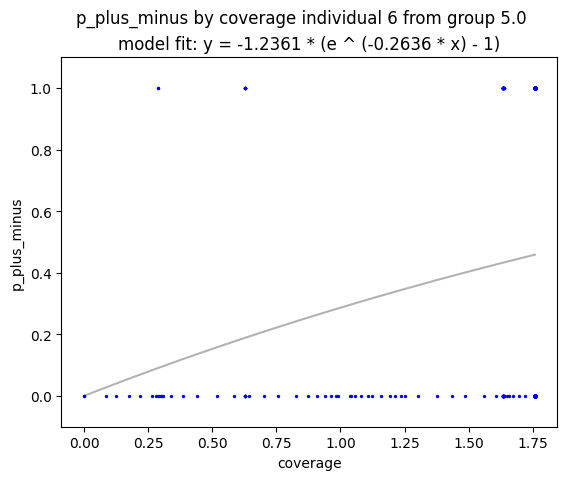 p_plus_minus by coverage individual 6 from group 5.0
model fit: y = -1.2361 * (e ^ (-0.2636 * x) - 1)
1.0
0.8
0.6
0.4
0.2
0.0
p_plus_minus
0.00 0.25 0.50 0.75 1.00 1.25 1.50 1.75
coverage